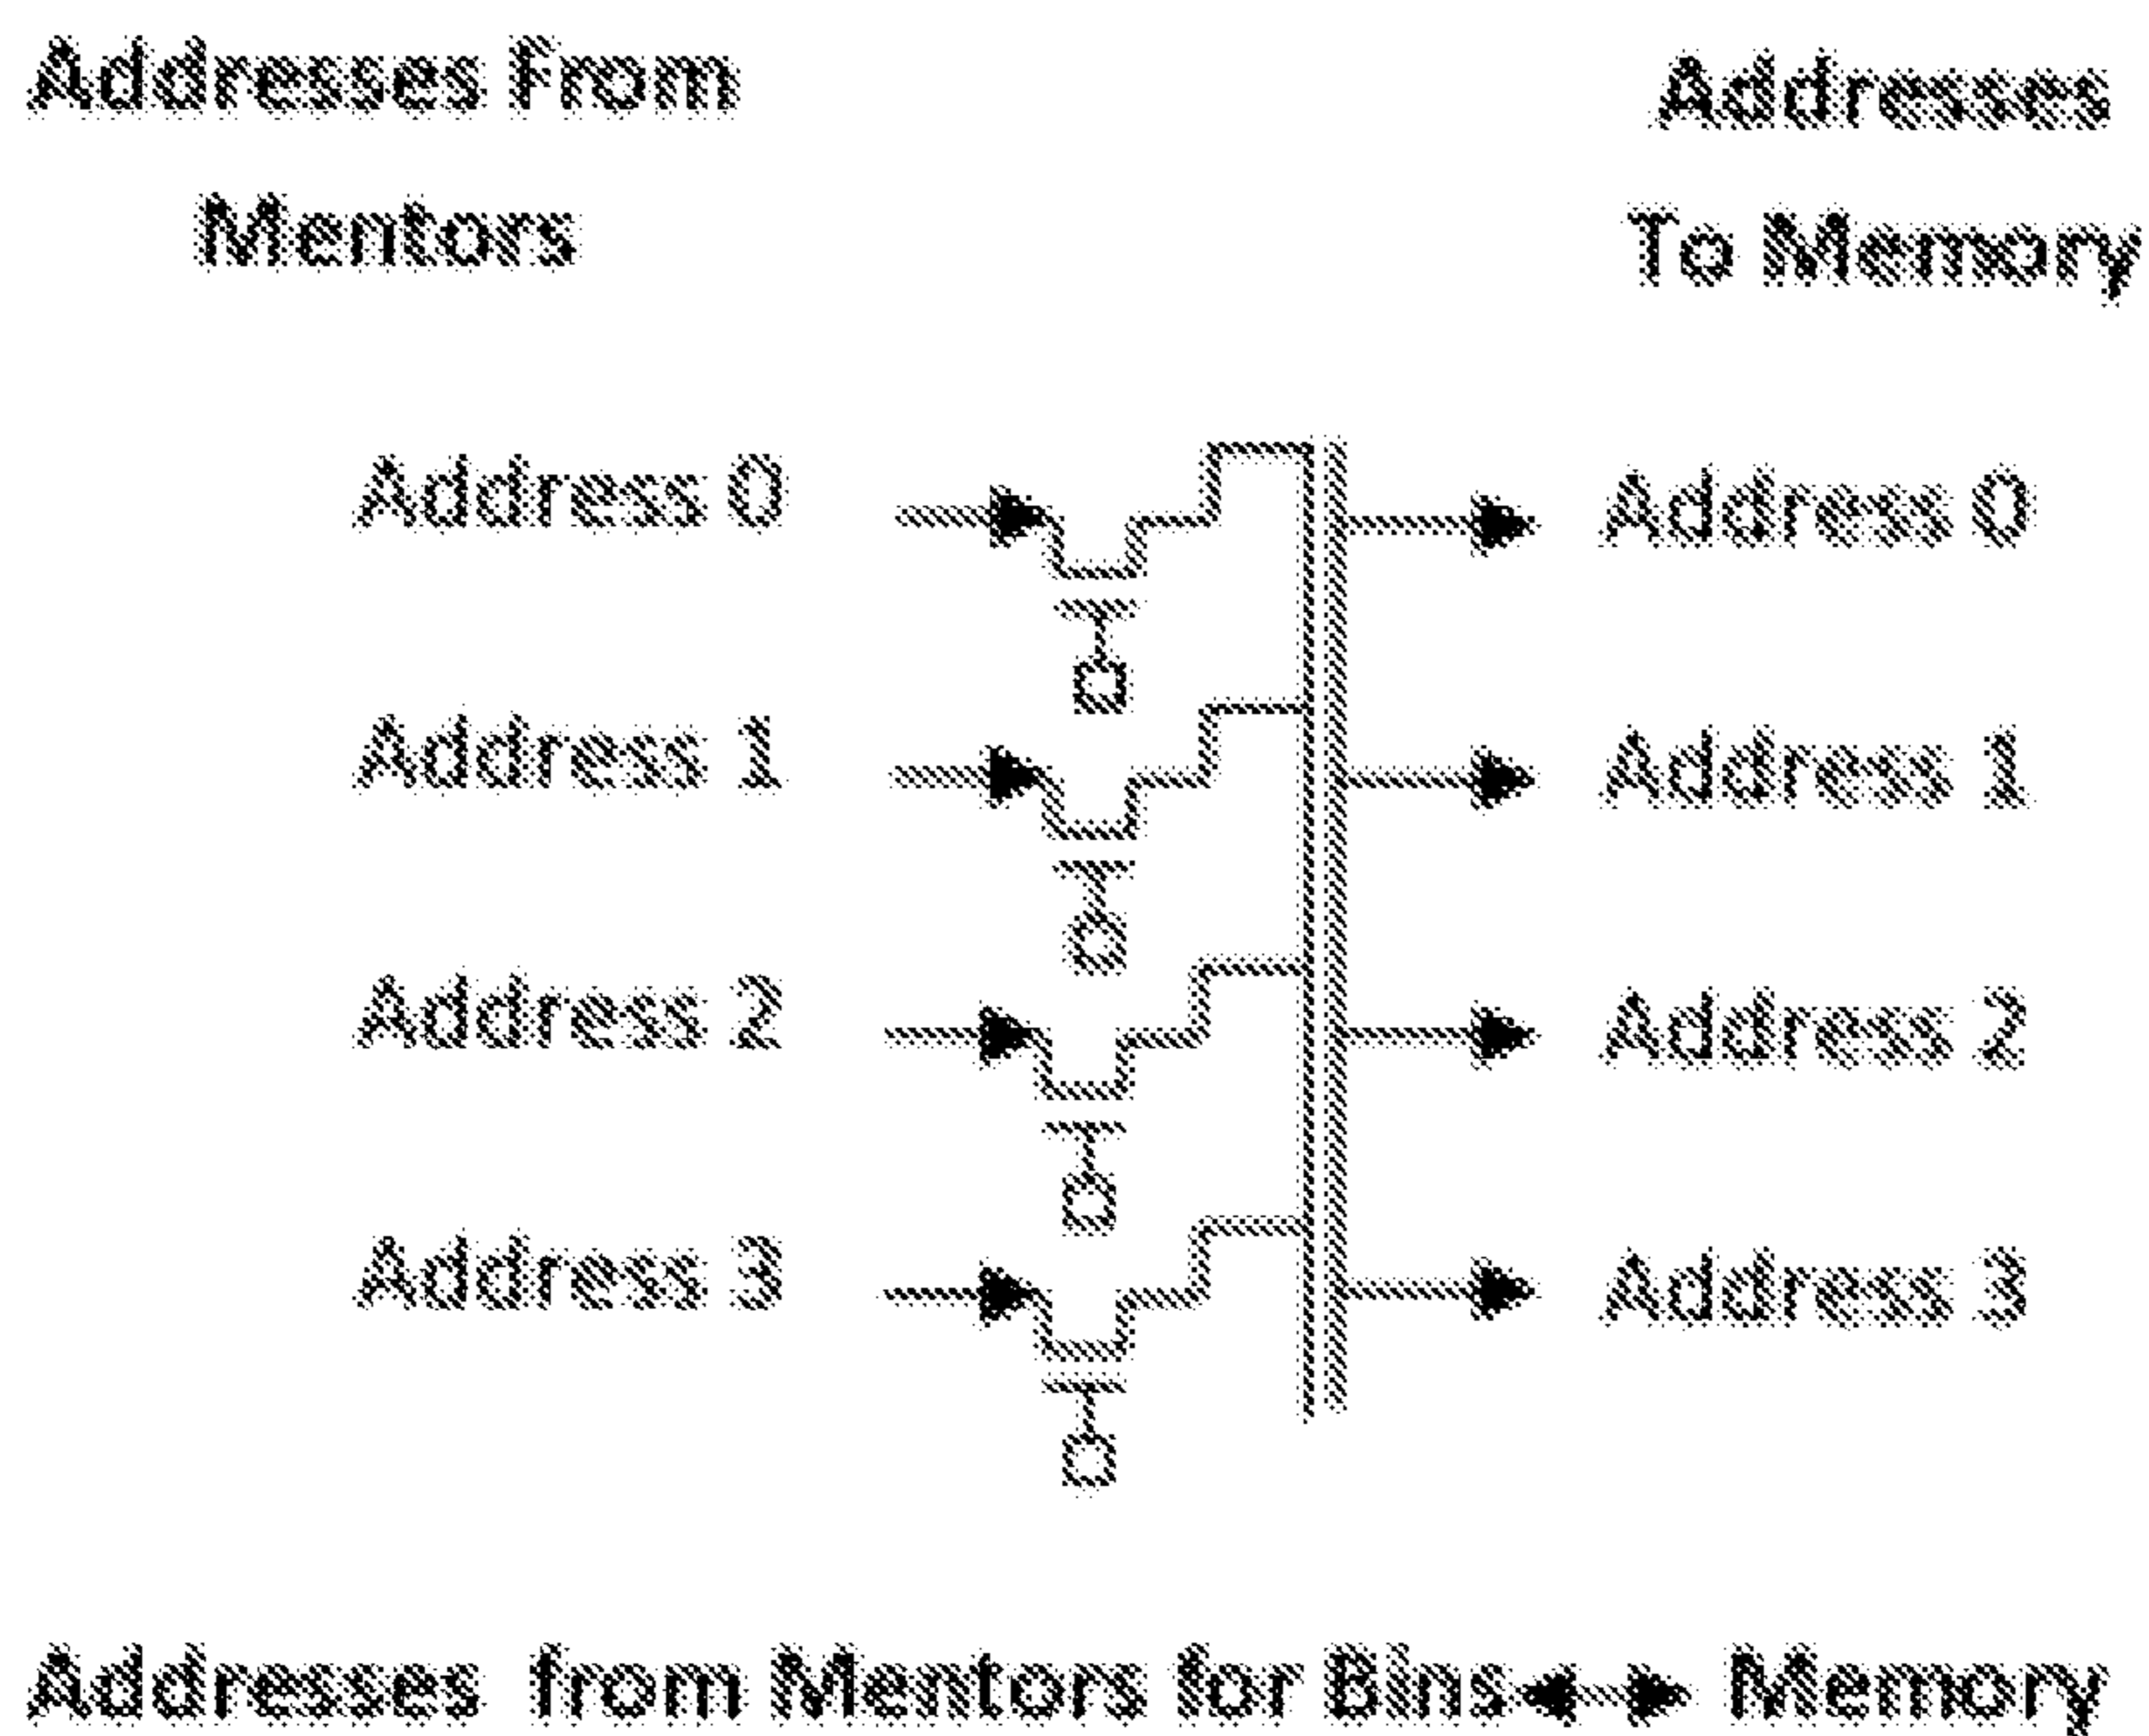 Addresses From
Mentors
Addresses
To Memory
Address 0
Address 0
Address 1
Address 1
Address 2
Address 2
Address 3
Address 3
Addresses from Mentors for Bins Memory